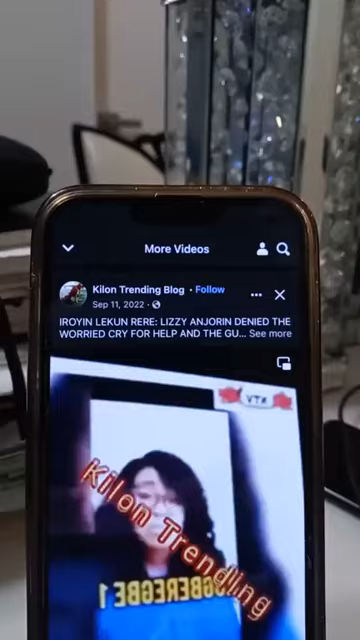 More Videos
Kilon Trending Blog · Follow
Sep 11, 2022 ·
IROYIN LEKUN RERE: LIZZY ANJORIN DENIED THE
WORRIED CRY FOR HELP AND THE GU... See more
VTK
Kilon Trending